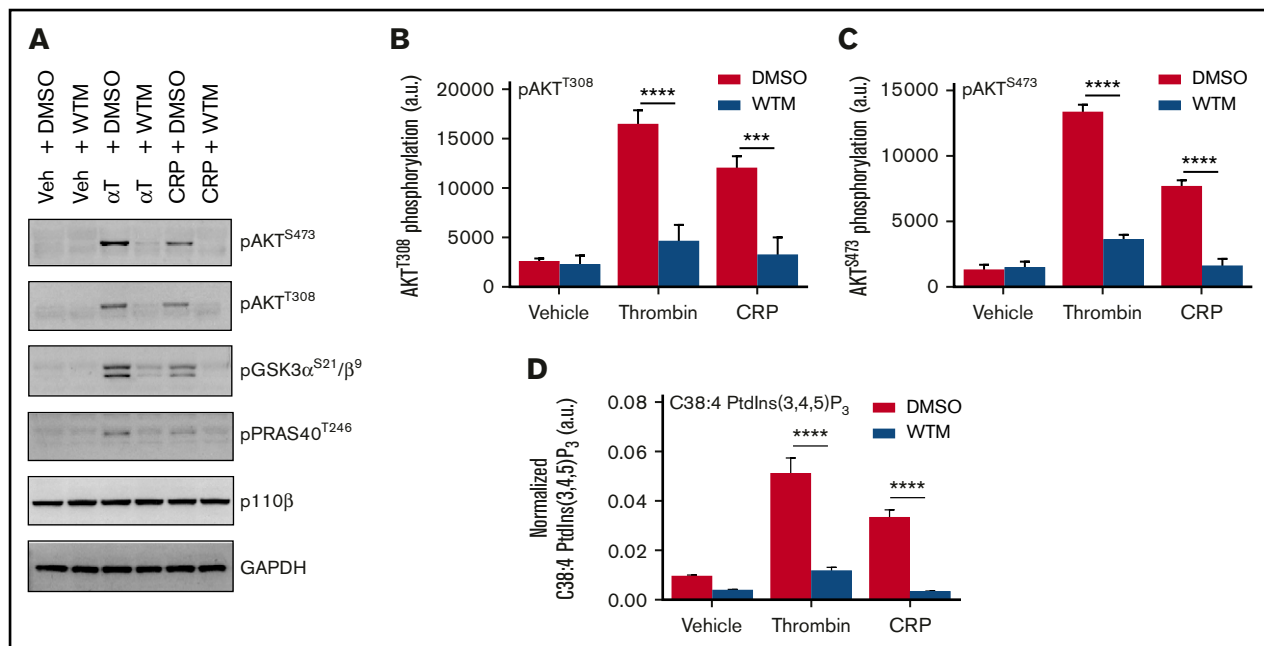 A
Veh + DMSO
Veh + WTM
αT + DMSO
αT + WTM
CRP + DMSO
CRP + WTM
pAKT^S473
pAKT^T308
pGSK3α^S21/β^9
pPRAS40^T246
p110β
GAPDH
B
pAKT^T308
DMSO
WTM
AKT^T308 phosphorylation (a.u.)
20000
15000
10000
5000
0
****
***
Vehicle
Thrombin
CRP
C
pAKT^S473
DMSO
WTM
AKT^S473 phosphorylation (a.u.)
15000
10000
5000
0
****
****
Vehicle
Thrombin
CRP
D
C38:4 PtdIns(3,4,5)P₃
DMSO
WTM
Normalized
C38:4 PtdIns(3,4,5)P₃ (a.u.)
0.08
0.06
0.04
0.02
0.00
****
****
Vehicle
Thrombin
CRP